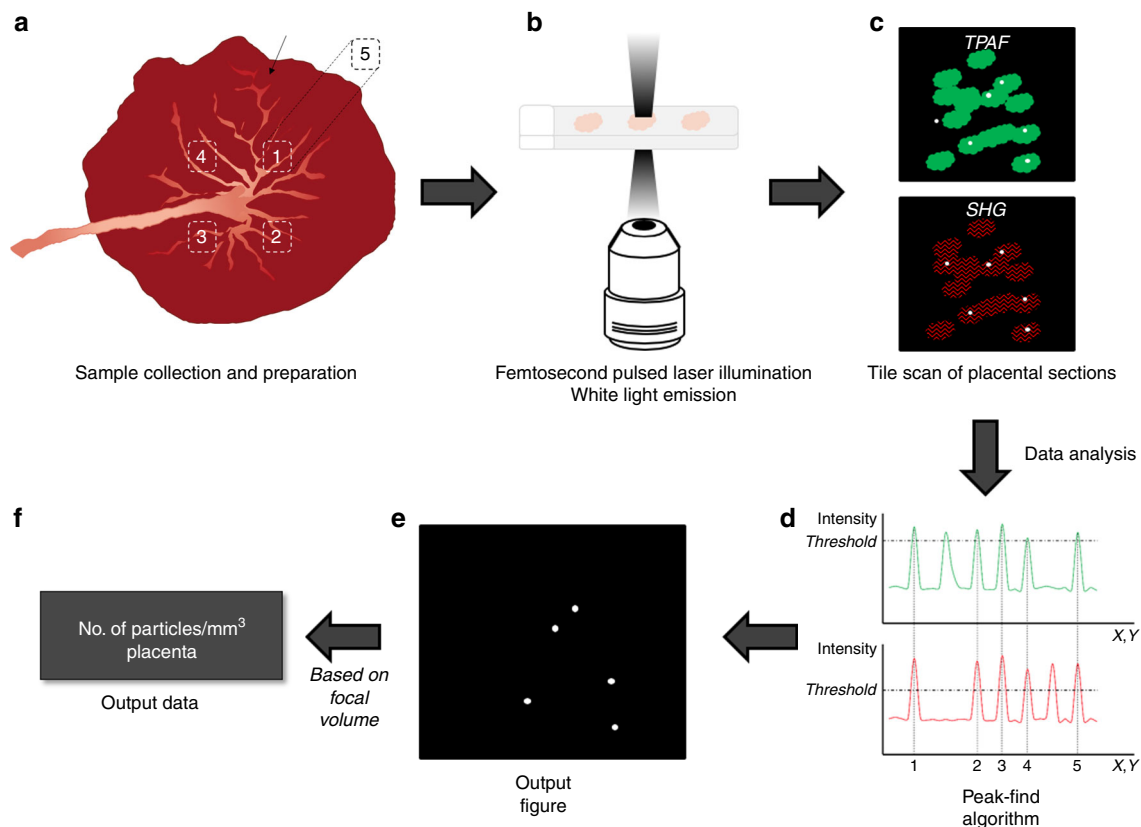 a
5
4
1
3
2
Sample collection and preparation
b
Femtosecond pulsed laser illumination
White light emission
c
TPAF
SHG
Tile scan of placental sections
Data analysis
d
Intensity
Threshold
X,Y
Intensity
Threshold
1 2 3 4 5 X,Y
Peak-find
algorithm
e
Output
figure
Based on
focal
volume
f
No. of particles/mm³
placenta
Output data